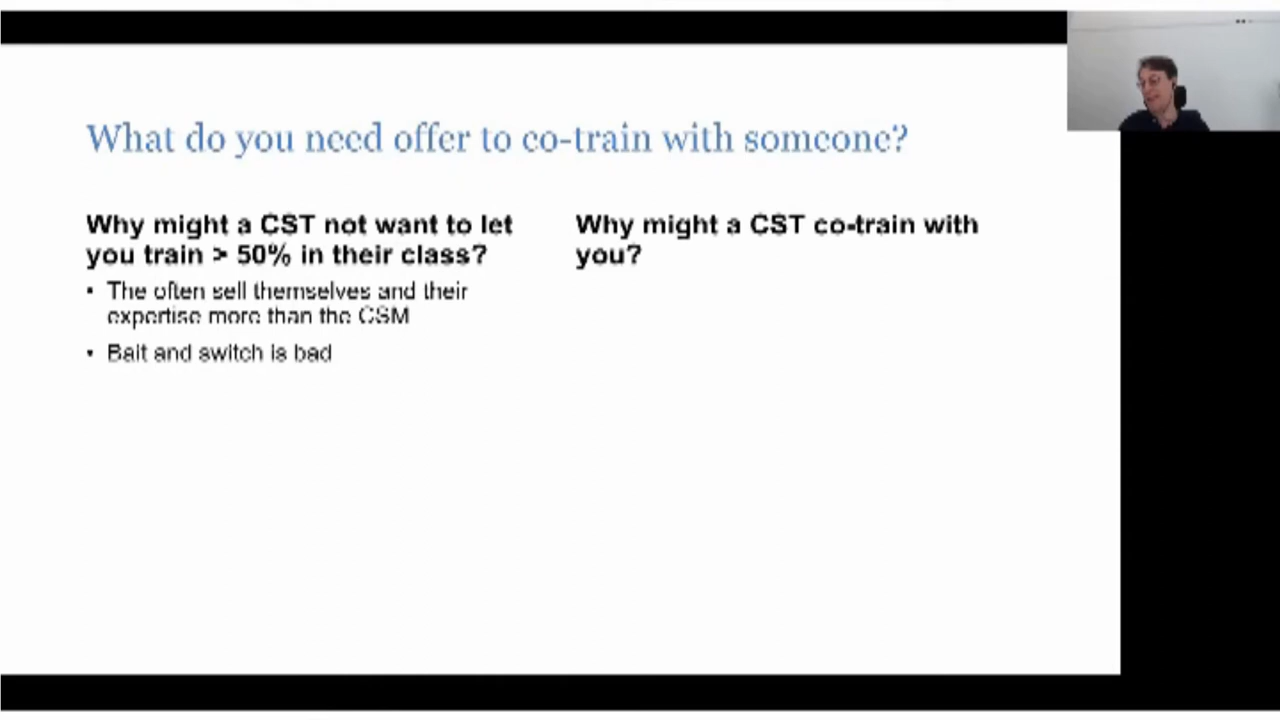 What do you need offer to co-train with someone?
Why might a CST not want to let
you train > 50% in their class?
• The often sell themselves and their
expertise more than the CSM
• Bait and switch is bad
Why might a CST co-train with
you?